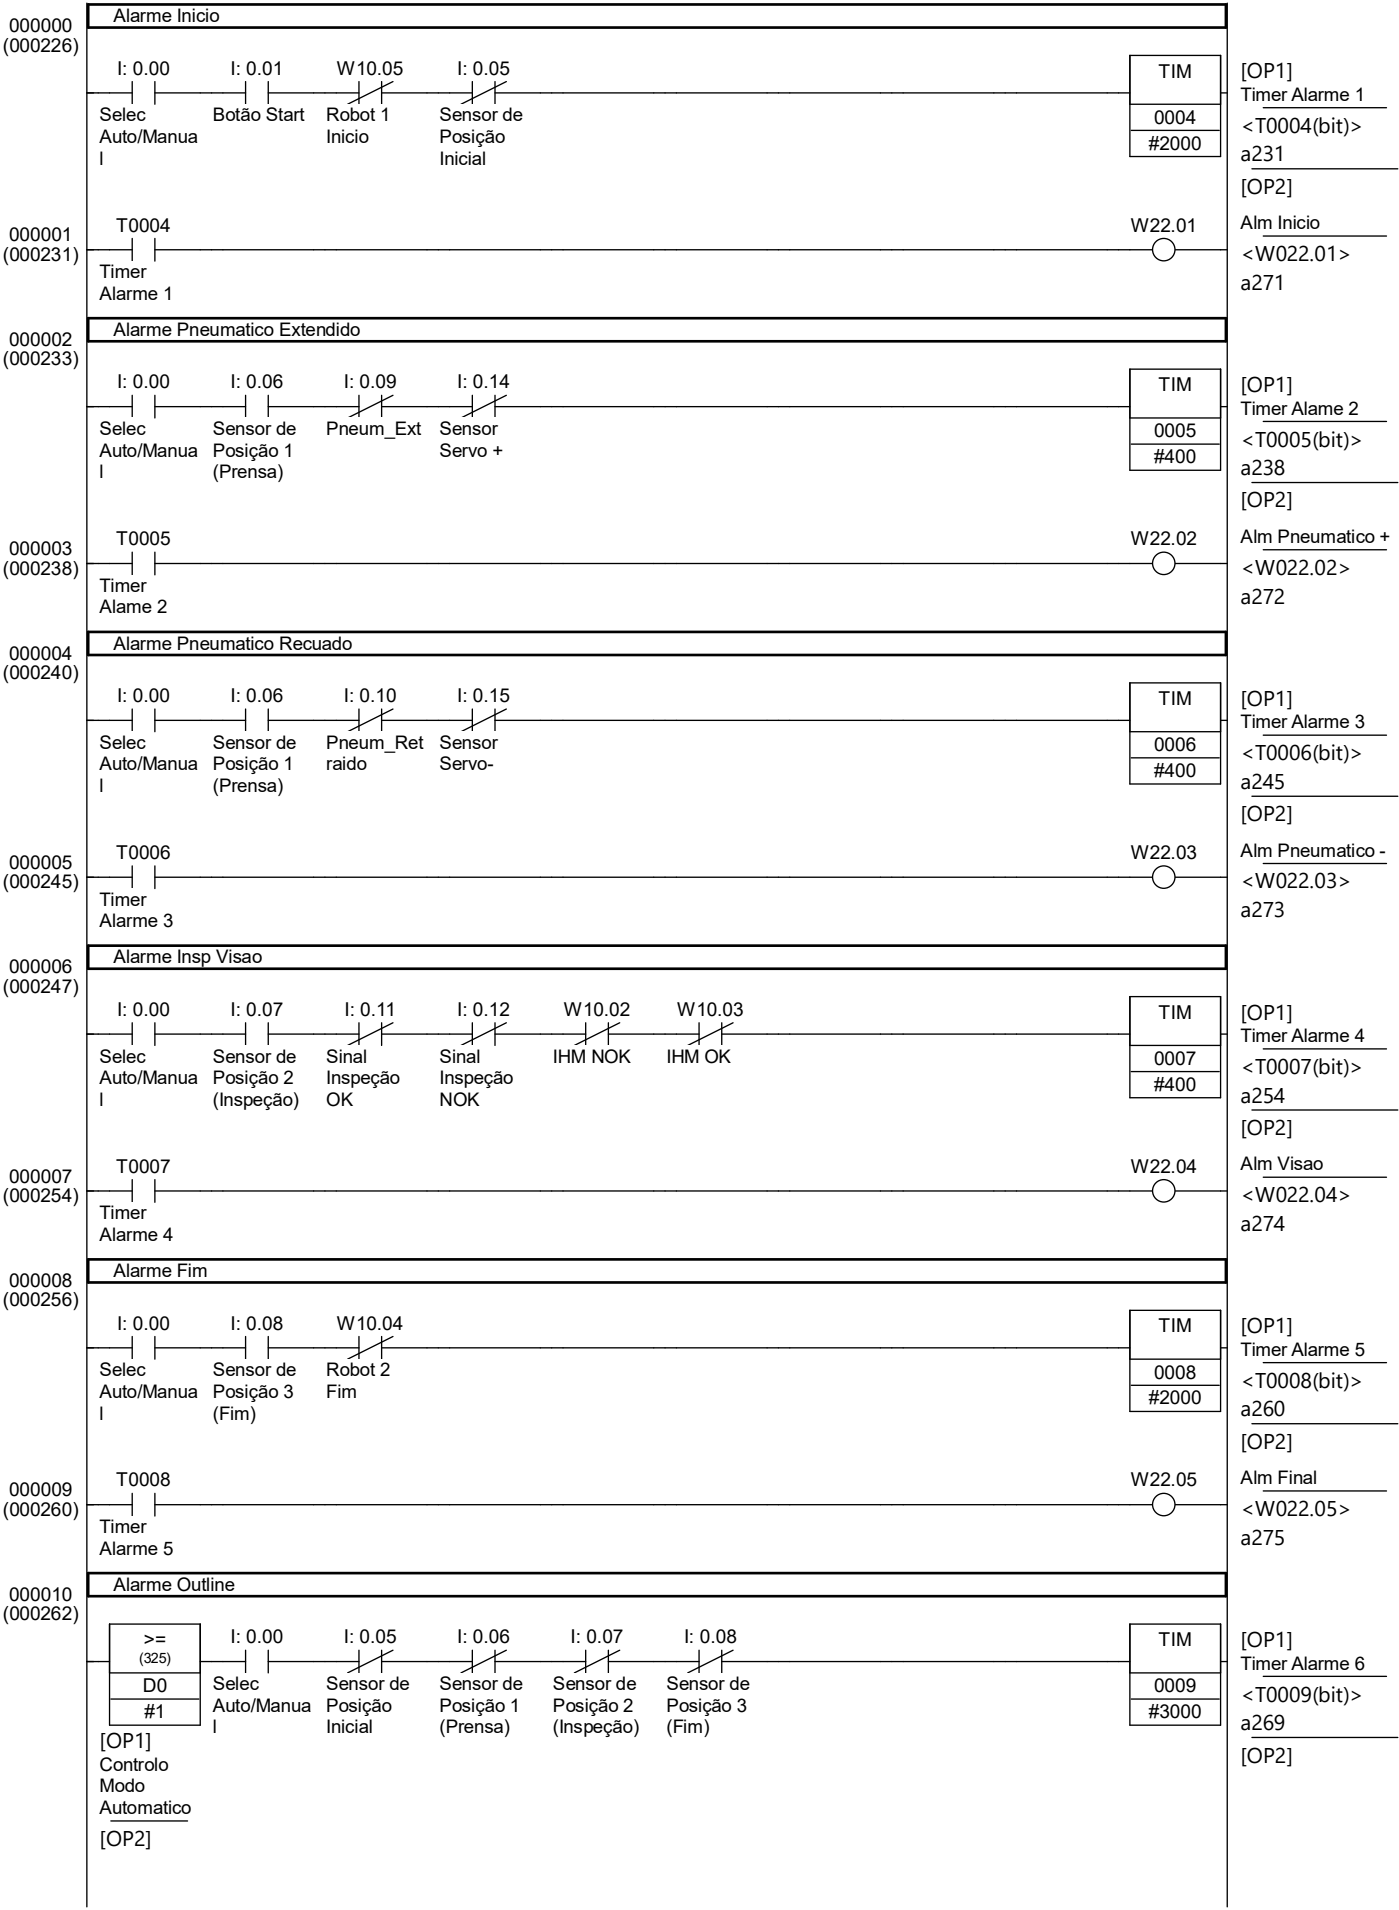 Alarme Inicio
000000
(000226)
I: 0.00 I: 0.01 W10.05 I: 0.05
Selec Botão Start Robot 1 Sensor de
Auto/Manua Inicio Posição
l Inicial
TIM
0004
#2000
[OP1]
Timer Alarme 1
<T0004(bit)>
a231
[OP2]
000001
(000231)
T0004
Timer
Alarme 1
W22.01
Alm Inicio
<W022.01>
a271
Alarme Pneumatico Extendido
000002
(000233)
I: 0.00 I: 0.06 I: 0.09 I: 0.14
Selec Sensor de Pneum_Ext Sensor
Auto/Manua Posição 1 Servo +
l (Prensa)
TIM
0005
#400
[OP1]
Timer Alame 2
<T0005(bit)>
a238
[OP2]
000003
(000238)
T0005
Timer
Alame 2
W22.02
Alm Pneumatico +
<W022.02>
a272
Alarme Pneumatico Recuado
000004
(000240)
I: 0.00 I: 0.06 I: 0.10 I: 0.15
Selec Sensor de Pneum_Ret Sensor
Auto/Manua Posição 1 raido Servo-
l (Prensa)
TIM
0006
#400
[OP1]
Timer Alarme 3
<T0006(bit)>
a245
[OP2]
000005
(000245)
T0006
Timer
Alarme 3
W22.03
Alm Pneumatico -
<W022.03>
a273
Alarme Insp Visao
000006
(000247)
I: 0.00 I: 0.07 I: 0.11 I: 0.12 W10.02 W10.03
Selec Sensor de Sinal Sinal IHM NOK IHM OK
Auto/Manua Posição 2 Inspeção Inspeção
l (Inspeção) OK NOK
TIM
0007
#400
[OP1]
Timer Alarme 4
<T0007(bit)>
a254
[OP2]
000007
(000254)
T0007
Timer
Alarme 4
W22.04
Alm Visao
<W022.04>
a274
Alarme Fim
000008
(000256)
I: 0.00 I: 0.08 W10.04
Selec Sensor de Robot 2
Auto/Manua Posição 3 Fim
l (Fim)
TIM
0008
#2000
[OP1]
Timer Alarme 5
<T0008(bit)>
a260
[OP2]
000009
(000260)
T0008
Timer
Alarme 5
W22.05
Alm Final
<W022.05>
a275
Alarme Outline
000010
(000262)
>=
(325)
D0
#1
[OP1]
Controlo
Modo
Automatico
[OP2]
I: 0.00 I: 0.05 I: 0.06 I: 0.07 I: 0.08
Selec Sensor de Sensor de Sensor de Sensor de
Auto/Manua Posição Posição 1 Posição 2 Posição 3
l Inicial (Prensa) (Inspeção) (Fim)
TIM
0009
#3000
[OP1]
Timer Alarme 6
<T0009(bit)>
a269
[OP2]